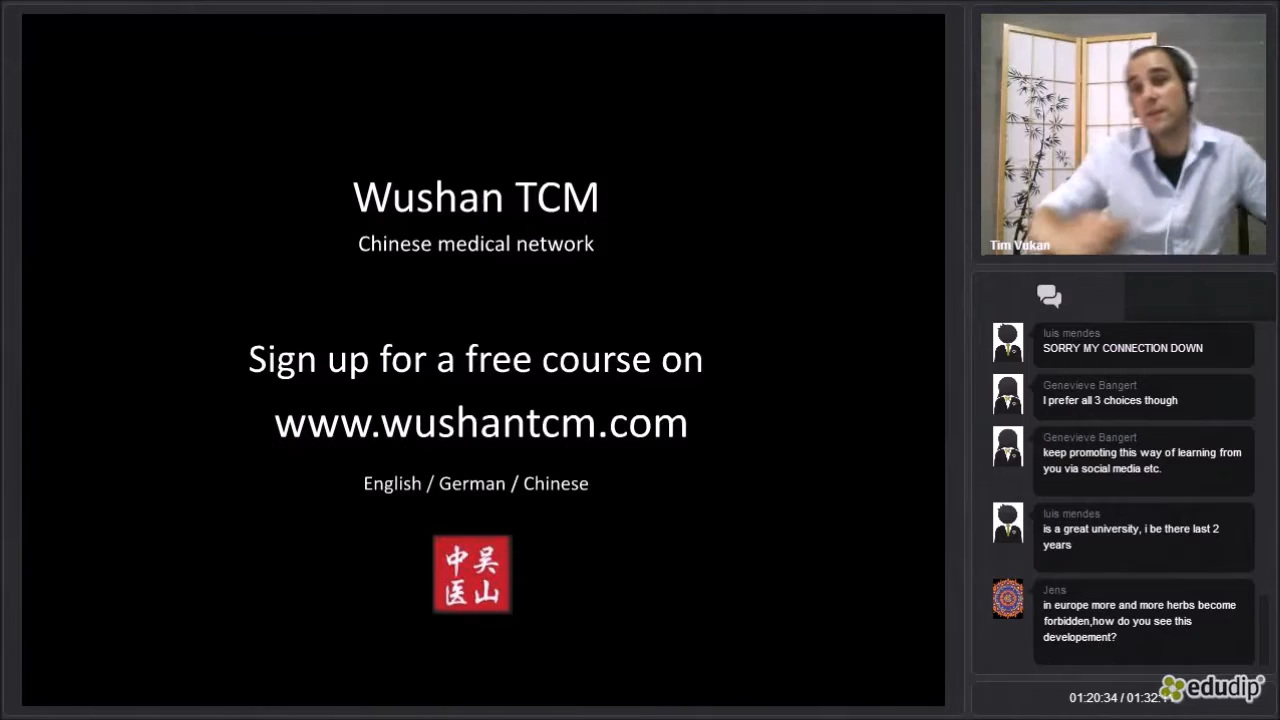 Wushan TCM
Chinese medical network
Sign up for a free course on
www.wushantcm.com
English / German / Chinese
吴山
中医
Tim Vukan
luis mendes
SORRY MY CONNECTION DOWN
Genevieve Bangert
I prefer all 3 choices though
Genevieve Bangert
keep promoting this way of learning from
you via social media etc.
luis mendes
is a great university, i be there last 2
years
Jens
in europe more and more herbs become
forbidden,how do you see this
developement?
01:20:34 /
edudip